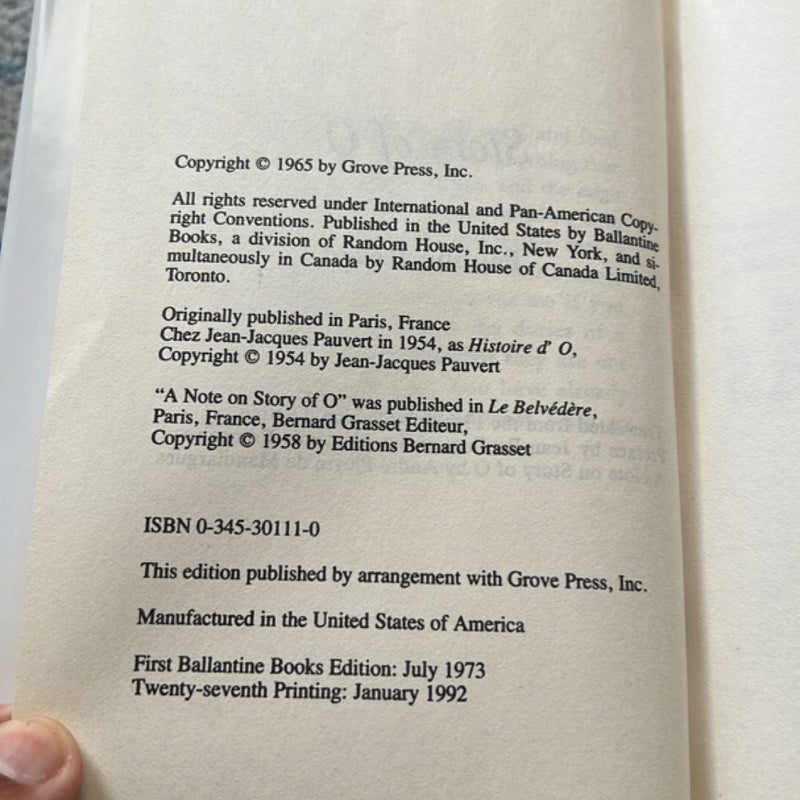 Copyright © 1965 by Grove Press, Inc.
All rights reserved under International and Pan-American Copy-
right Conventions. Published in the United States by Ballantine
Books, a division of Random House, Inc., New York, and si-
multaneously in Canada by Random House of Canada Limited,
Toronto.
Originally published in Paris, France
Chez Jean-Jacques Pauvert in 1954, as Histoire d' O,
Copyright © 1954 by Jean-Jacques Pauvert
“A Note on Story of O” was published in Le Belvédère,
Paris, France, Bernard Grasset Editeur,
Copyright © 1958 by Editions Bernard Grasset
ISBN 0-345-30111-0
This edition published by arrangement with Grove Press, Inc.
Manufactured in the United States of America
First Ballantine Books Edition: July 1973
Twenty-seventh Printing: January 1992